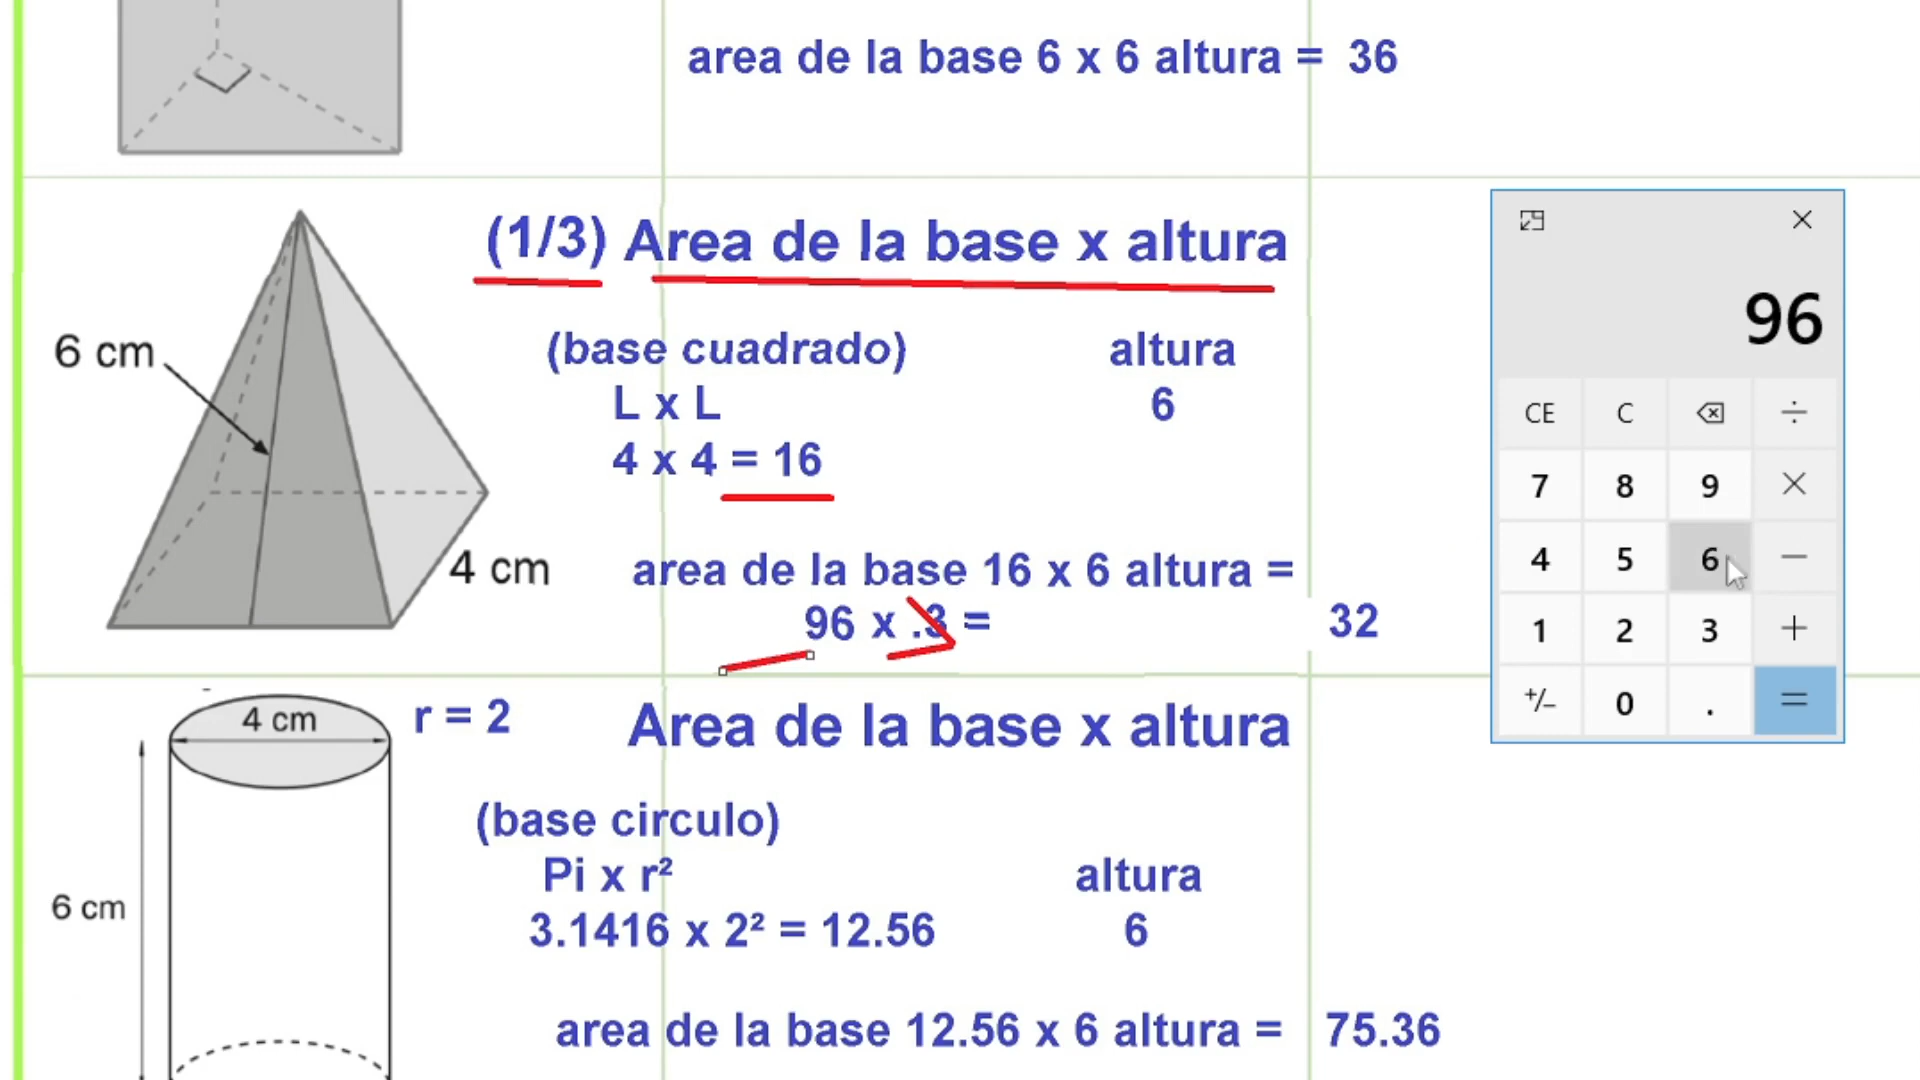 area de la base 6 x 6 altura = 36
(1/3) Area de la base x altura
6 cm
(base cuadrado) altura
L x L 6
4 x 4 = 16
4 cm
area de la base 16 x 6 altura =
96 x .3 = 32
96
CE C ÷
7 8 9 ×
4 5 6 −
1 2 3 +
+/− 0 . =
4 cm
r = 2
Area de la base x altura
(base circulo)
Pi x r² altura
6 cm
3.1416 x 2² = 12.56 6
area de la base 12.56 x 6 altura = 75.36